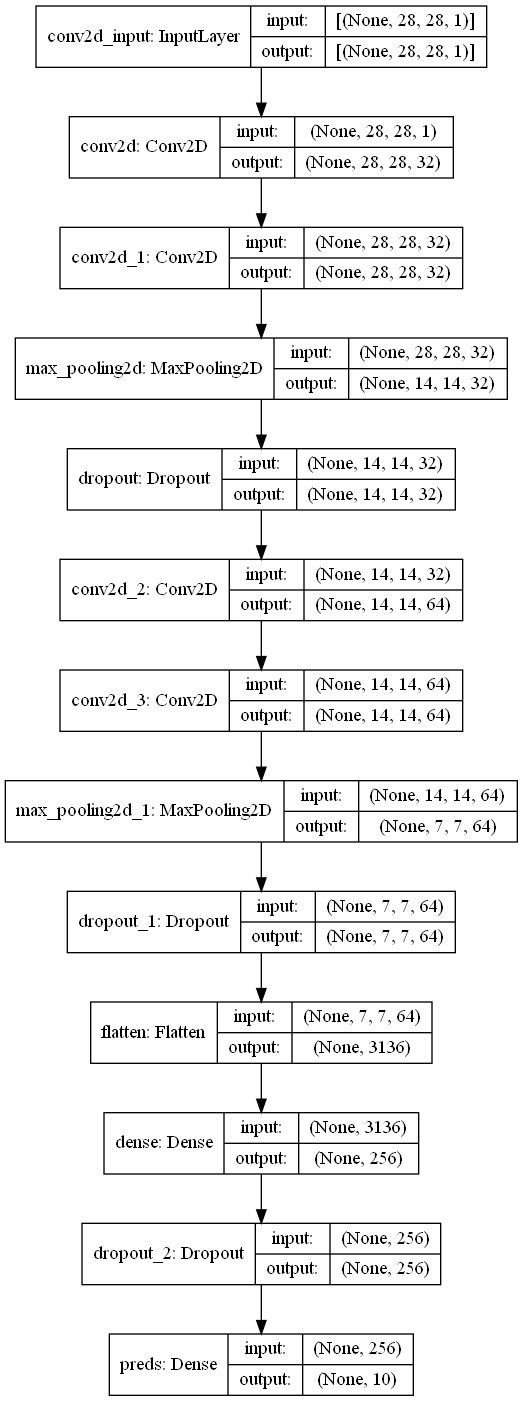 conv2d_input: InputLayer
input:
[(None, 28, 28, 1)]
output:
[(None, 28, 28, 1)]
conv2d: Conv2D
input:
(None, 28, 28, 1)
output:
(None, 28, 28, 32)
conv2d_1: Conv2D
input:
(None, 28, 28, 32)
output:
(None, 28, 28, 32)
max_pooling2d: MaxPooling2D
input:
(None, 28, 28, 32)
output:
(None, 14, 14, 32)
dropout: Dropout
input:
(None, 14, 14, 32)
output:
(None, 14, 14, 32)
conv2d_2: Conv2D
input:
(None, 14, 14, 32)
output:
(None, 14, 14, 64)
conv2d_3: Conv2D
input:
(None, 14, 14, 64)
output:
(None, 14, 14, 64)
max_pooling2d_1: MaxPooling2D
input:
(None, 14, 14, 64)
output:
(None, 7, 7, 64)
dropout_1: Dropout
input:
(None, 7, 7, 64)
output:
(None, 7, 7, 64)
flatten: Flatten
input:
(None, 7, 7, 64)
output:
(None, 3136)
dense: Dense
input:
(None, 3136)
output:
(None, 256)
dropout_2: Dropout
input:
(None, 256)
output:
(None, 256)
preds: Dense
input:
(None, 256)
output:
(None, 10)